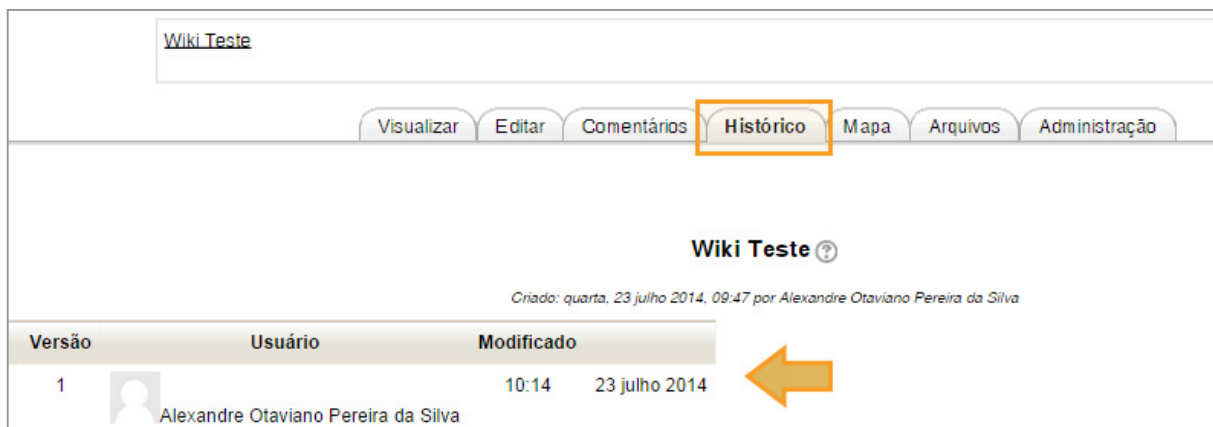 Wiki Teste
Visualizar Editar Comentários Histórico Mapa Arquivos Administração
Wiki Teste ?
Criado: quarta, 23 julho 2014, 09:47 por Alexandre Otaviano Pereira da Silva
Versão Usuário Modificado
1 10:14 23 julho 2014
Alexandre Otaviano Pereira da Silva